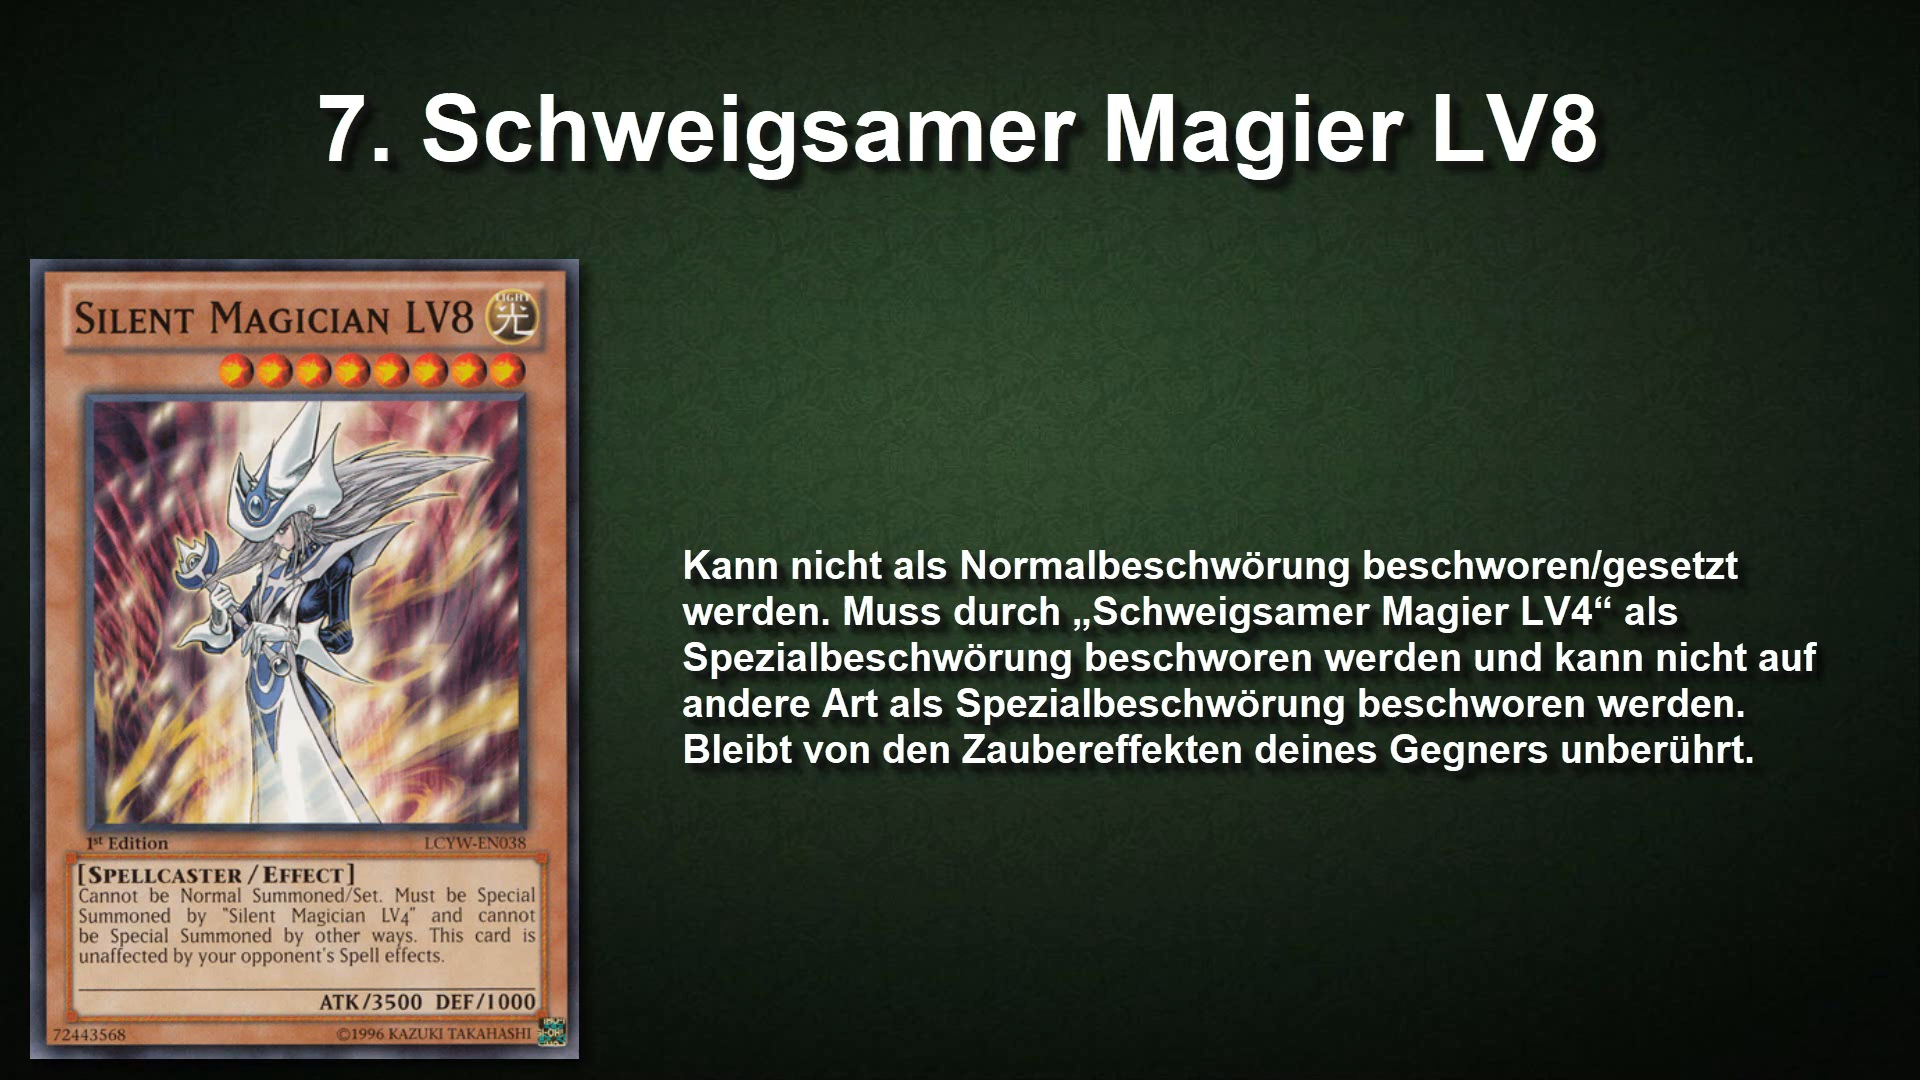 7. Schweigsamer Magier LV8
SILENT MAGICIAN LV8
LIGHT
光
1st Edition
LCYW-EN038
[SPELLCASTER / EFFECT]
Cannot be Normal Summoned/Set. Must be Special
Summoned by "Silent Magician LV4" and cannot
be Special Summoned by other ways. This card is
unaffected by your opponent's Spell effects.
ATK/3500 DEF/1000
72443568
©1996 KAZUKI TAKAHASHI
Kann nicht als Normalbeschwörung beschworen/gesetzt
werden. Muss durch „Schweigsamer Magier LV4“ als
Spezialbeschwörung beschworen werden und kann nicht auf
andere Art als Spezialbeschwörung beschworen werden.
Bleibt von den Zaubereffekten deines Gegners unberührt.